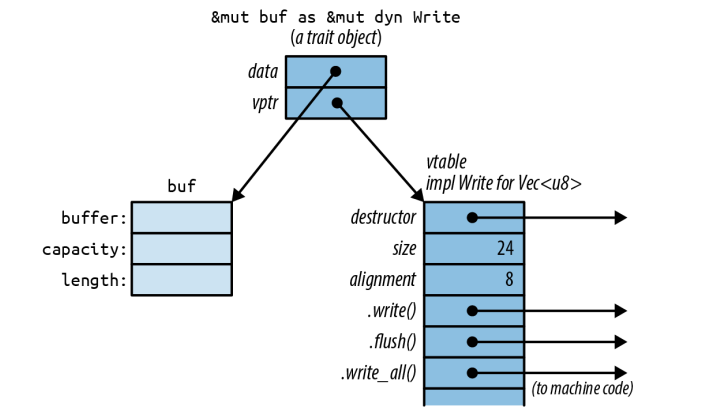 &mut buf as &mut dyn Write
(a trait object)
data
vptr
vtable
impl Write for Vec<u8>
buf
buffer:
capacity:
length:
destructor
size 24
alignment 8
.write()
.flush()
.write_all()
(to machine code)